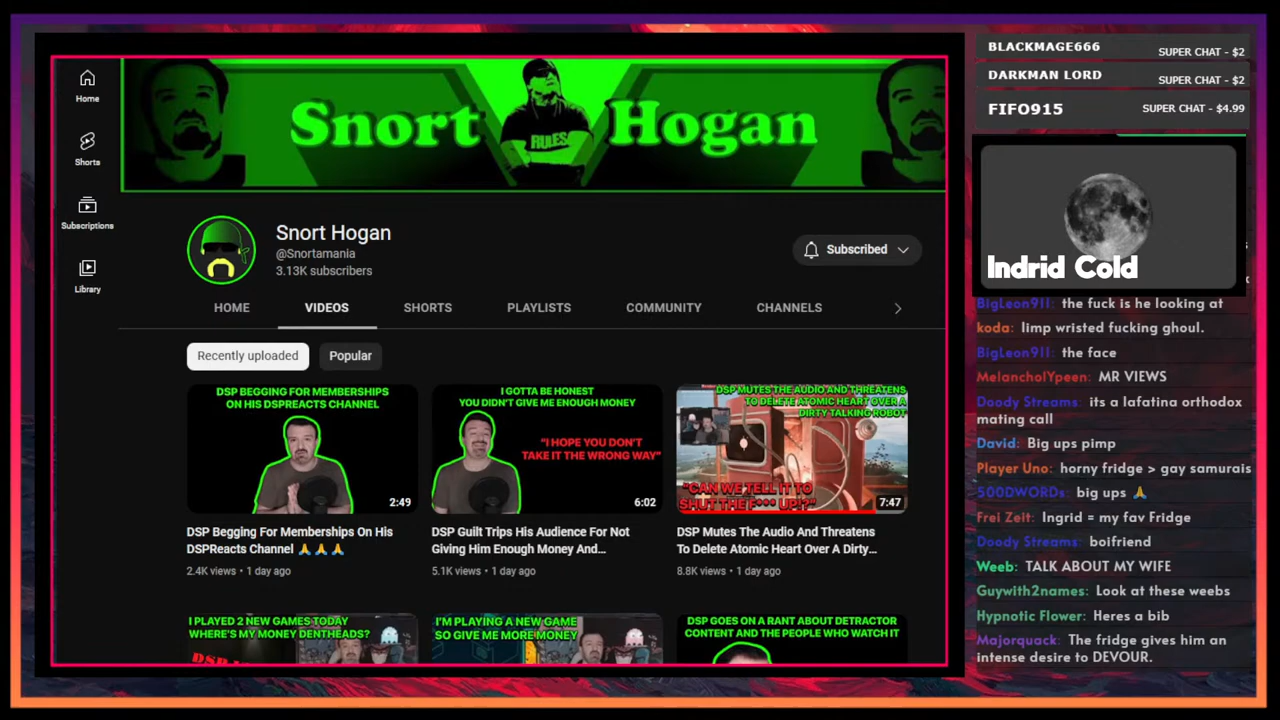 Home
Shorts
Subscriptions
Library
Snort Hogan
RULES
Snort Hogan
@Snortamania
3.13K subscribers
Subscribed
HOME
VIDEOS
SHORTS
PLAYLISTS
COMMUNITY
CHANNELS
Recently uploaded
Popular
DSP BEGGING FOR MEMBERSHIPS
ON HIS DSPREACTS CHANNEL
2:49
DSP Begging For Memberships On His
DSPReacts Channel 🙏 🙏 🙏
2.4K views • 1 day ago
I GOTTA BE HONEST
YOU DIDN'T GIVE ME ENOUGH MONEY
"I HOPE YOU DON'T
TAKE IT THE WRONG WAY"
6:02
DSP Guilt Trips His Audience For Not
Giving Him Enough Money And...
5.1K views • 1 day ago
DSP MUTES THE AUDIO AND THREATENS
TO DELETE ATOMIC HEART OVER A
DIRTY TALKING ROBOT
"CAN WE TELL IT TO
SHUT THE F*** UP!?"
7:47
DSP Mutes The Audio And Threatens
To Delete Atomic Heart Over A Dirty...
8.8K views • 1 day ago
I PLAYED 2 NEW GAMES TODAY
WHERE'S MY MONEY DENTHEADS?
I'M PLAYING A NEW GAME
SO GIVE ME MORE MONEY
DSP GOES ON A RANT ABOUT DETRACTOR
CONTENT AND THE PEOPLE WHO WATCH IT
BLACKMAGE666 SUPER CHAT - $2
DARKMAN LORD SUPER CHAT - $2
FIFO915 SUPER CHAT - $4.99
Indrid Cold
BigLeon911: the fuck is he looking at
koda: limp wristed fucking ghoul.
BigLeon911: the face
MelancholYpeen: MR VIEWS
Doody Streams: its a lafatina orthodox
mating call
David: Big ups pimp
Player Uno: horny fridge > gay samurais
500DWORDs: big ups 🙏
Frei Zeit: Ingrid = my fav Fridge
Doody Streams: boifriend
Weeb: TALK ABOUT MY WIFE
Guywith2names: Look at these weebs
Hypnotic Flower: Heres a bib
Majorquack: The fridge gives him an
intense desire to DEVOUR.